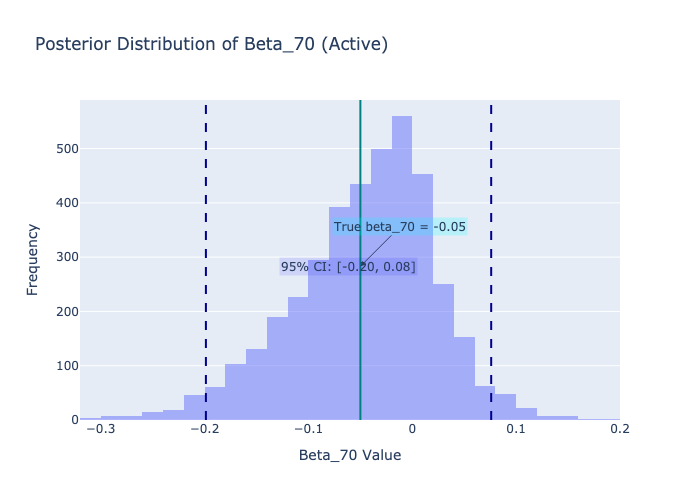 Posterior Distribution of Beta_70 (Active)
500
400
300
200
100
0
Frequency
True beta_70 = -0.05
95% CI: [-0.20, 0.08]
−0.3
−0.2
−0.1
0
0.1
0.2
Beta_70 Value